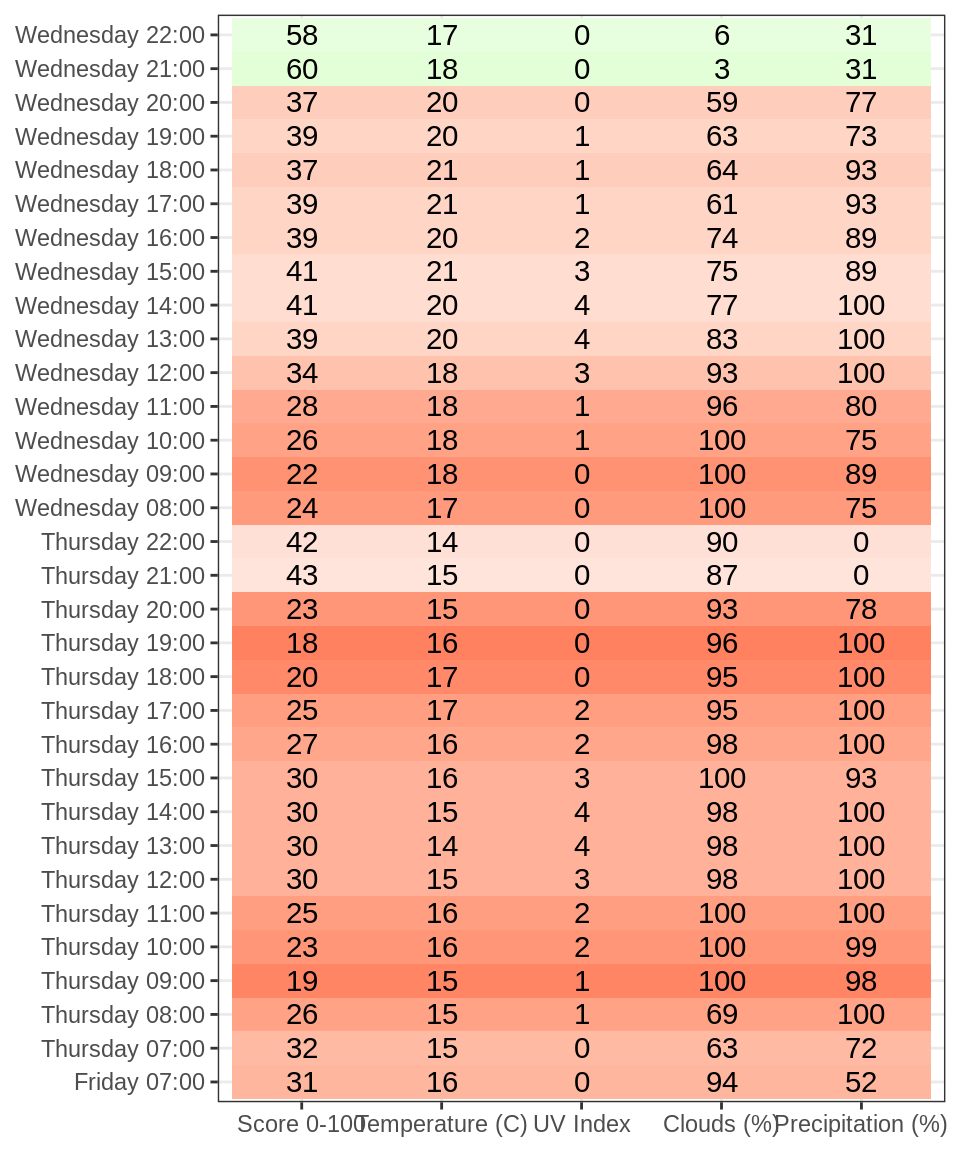 Wednesday 22:00 58 17 0 6 31
Wednesday 21:00 60 18 0 3 31
Wednesday 20:00 37 20 0 59 77
Wednesday 19:00 39 20 1 63 73
Wednesday 18:00 37 21 1 64 93
Wednesday 17:00 39 21 1 61 93
Wednesday 16:00 39 20 2 74 89
Wednesday 15:00 41 21 3 75 89
Wednesday 14:00 41 20 4 77 100
Wednesday 13:00 39 20 4 83 100
Wednesday 12:00 34 18 3 93 100
Wednesday 11:00 28 18 1 96 80
Wednesday 10:00 26 18 1 100 75
Wednesday 09:00 22 18 0 100 89
Wednesday 08:00 24 17 0 100 75
Thursday 22:00 42 14 0 90 0
Thursday 21:00 43 15 0 87 0
Thursday 20:00 23 15 0 93 78
Thursday 19:00 18 16 0 96 100
Thursday 18:00 20 17 0 95 100
Thursday 17:00 25 17 2 95 100
Thursday 16:00 27 16 2 98 100
Thursday 15:00 30 16 3 100 93
Thursday 14:00 30 15 4 98 100
Thursday 13:00 30 14 4 98 100
Thursday 12:00 30 15 3 98 100
Thursday 11:00 25 16 2 100 100
Thursday 10:00 23 16 2 100 99
Thursday 09:00 19 15 1 100 98
Thursday 08:00 26 15 1 69 100
Thursday 07:00 32 15 0 63 72
Friday 07:00 31 16 0 94 52
Score 0-100 Temperature (C) UV Index Clouds (%) Precipitation (%)